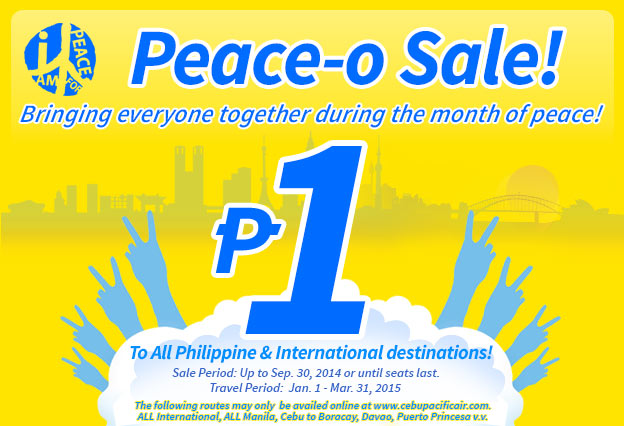 i AM FOR PEACE
Peace-o Sale!
Bringing everyone together during the month of peace!
₱1
To All Philippine & International destinations!
Sale Period: Up to Sep. 30, 2014 or until seats last.
Travel Period: Jan. 1 - Mar. 31, 2015
The following routes may only be availed online at www.cebupacificair.com.
ALL International, ALL Manila, Cebu to Boracay, Davao, Puerto Princesa v.v.